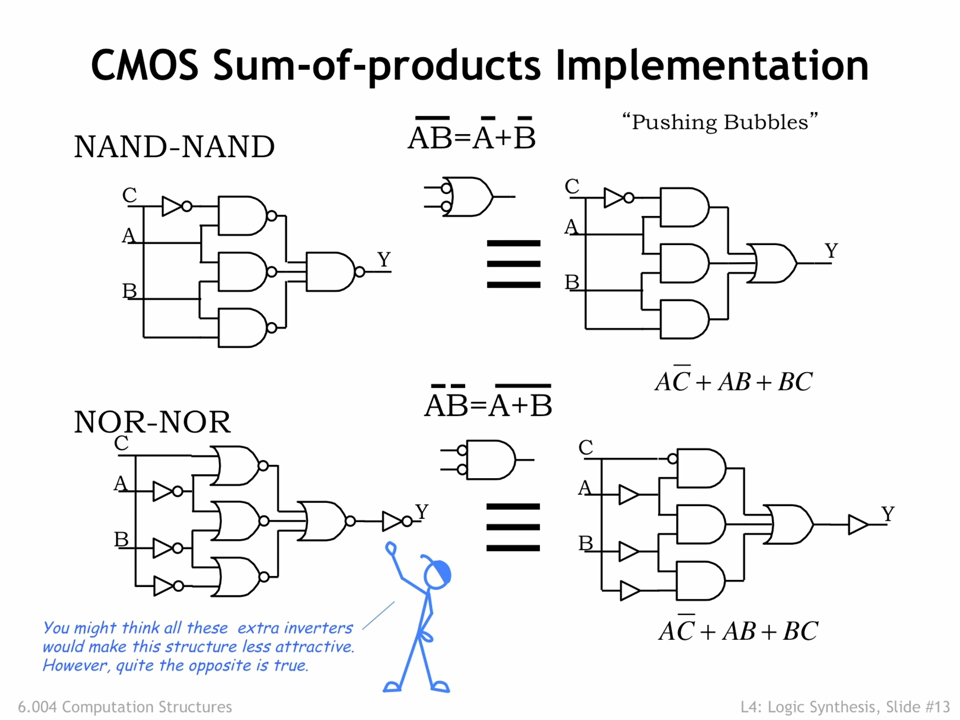 CMOS Sum-of-products Implementation
NAND-NAND
A̅B̅=A̅+B̅
“Pushing Bubbles”
C
A
B
Y
C
A
B
Y
AC̅ + AB + BC
NOR-NOR
A̅B̅=A̅+̅B̅
C
A
B
Y
C
A
B
Y
AC̅ + AB + BC
You might think all these extra inverters
would make this structure less attractive.
However, quite the opposite is true.
6.004 Computation Structures
L4: Logic Synthesis, Slide #13